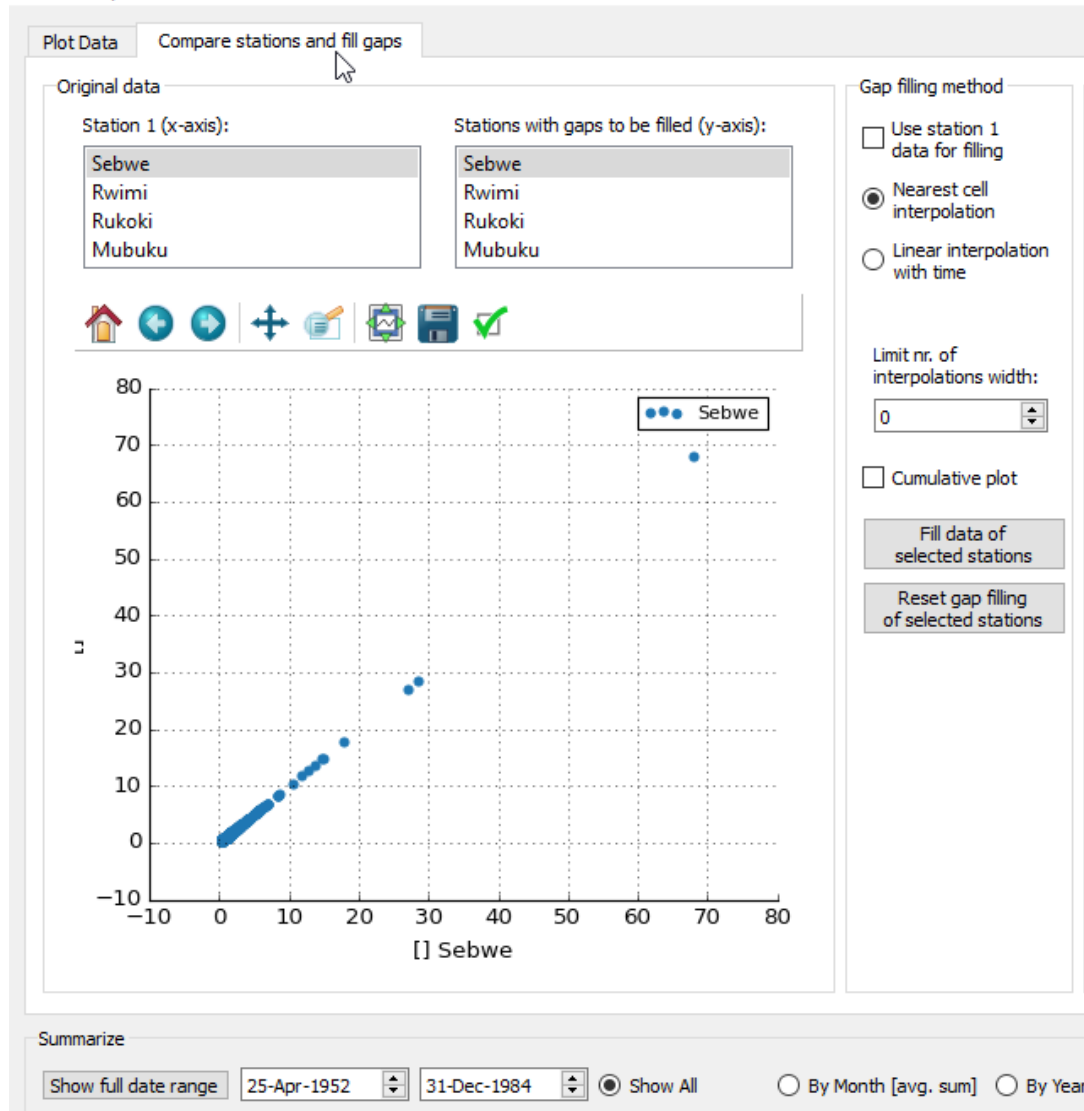 Plot Data
Compare stations and fill gaps
Original data
Station 1 (x-axis):
Sebwe
Rwimi
Rukoki
Mubuku
Stations with gaps to be filled (y-axis):
Sebwe
Rwimi
Rukoki
Mubuku
80
70
60
50
40
30
20
10
0
−10
[]
Sebwe
−10 0 10 20 30 40 50 60 70 80
[] Sebwe
Gap filling method
Use station 1
data for filling
Nearest cell
interpolation
Linear interpolation
with time
Limit nr. of
interpolations width:
0
Cumulative plot
Fill data of
selected stations
Reset gap filling
of selected stations
Summarize
Show full date range 25-Apr-1952 31-Dec-1984 Show All By Month [avg. sum] By Year